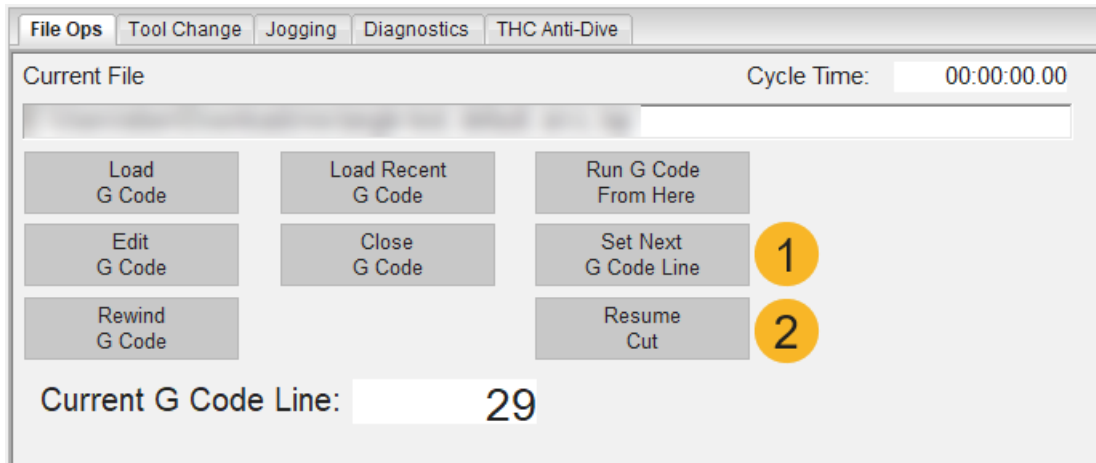 File Ops Tool Change Jogging Diagnostics THC Anti-Dive
Current File Cycle Time: 00:00:00.00
Load
G Code
Load Recent
G Code
Run G Code
From Here
Edit
G Code
Close
G Code
Set Next
G Code Line
1
Rewind
G Code
Resume
Cut
2
Current G Code Line: 29